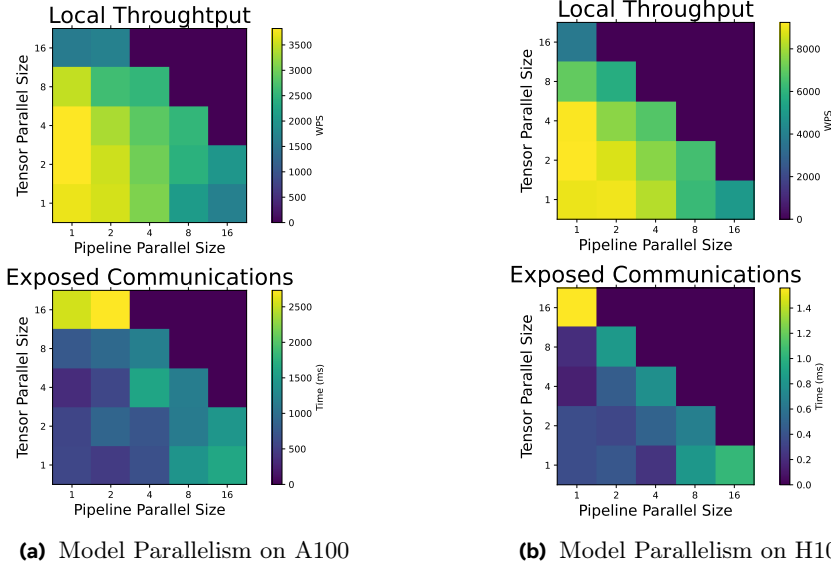 Local Throughtput
Tensor Parallel Size
16
8
4
2
1
1 2 4 8 16
Pipeline Parallel Size
3500
3000
2500
2000
1500
1000
500
0
WPS
Local Throughtput
Tensor Parallel Size
16
8
4
2
1
1 2 4 8 16
Pipeline Parallel Size
8000
6000
4000
2000
0
WPS
Exposed Communications
Tensor Parallel Size
16
8
4
2
1
1 2 4 8 16
Pipeline Parallel Size
2500
2000
1500
1000
500
0
Time (ms)
Exposed Communications
Tensor Parallel Size
16
8
4
2
1
1 2 4 8 16
Pipeline Parallel Size
1.4
1.2
1.0
0.8
0.6
0.4
0.2
0.0
Time (ms)
(a) Model Parallelism on A100
(b) Model Parallelism on H10